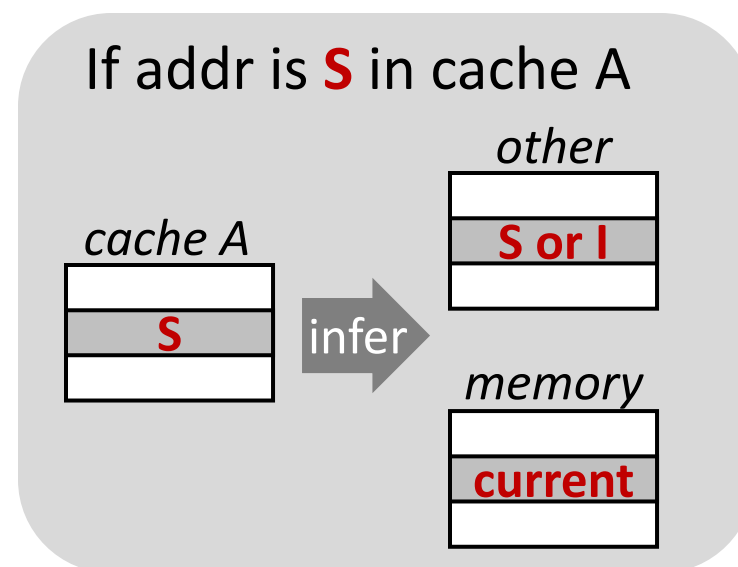 If addr is S in cache A
other
S or I
cache A
S
infer
memory
current